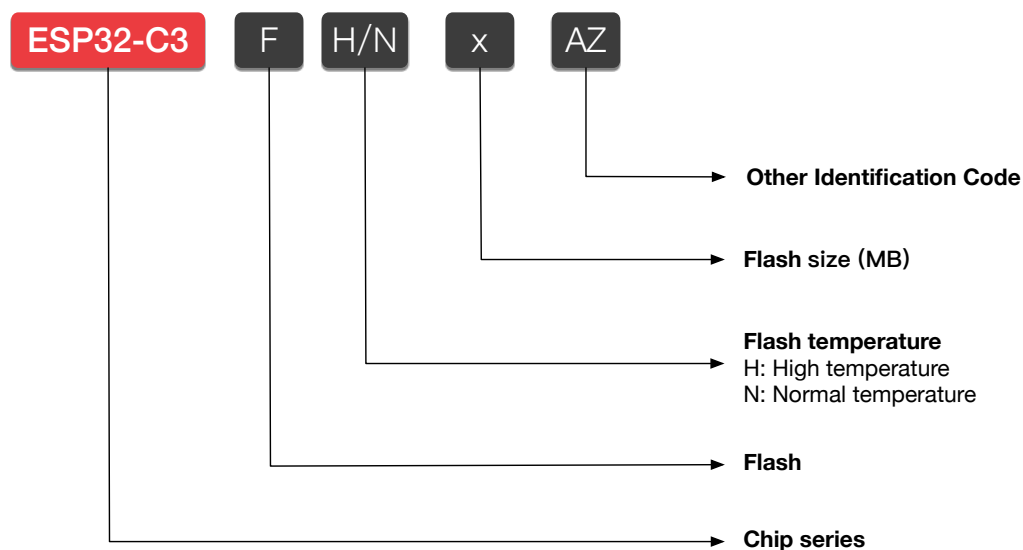 ESP32-C3 F H/N x AZ
Other Identification Code
Flash size (MB)
Flash temperature
H: High temperature
N: Normal temperature
Flash
Chip series